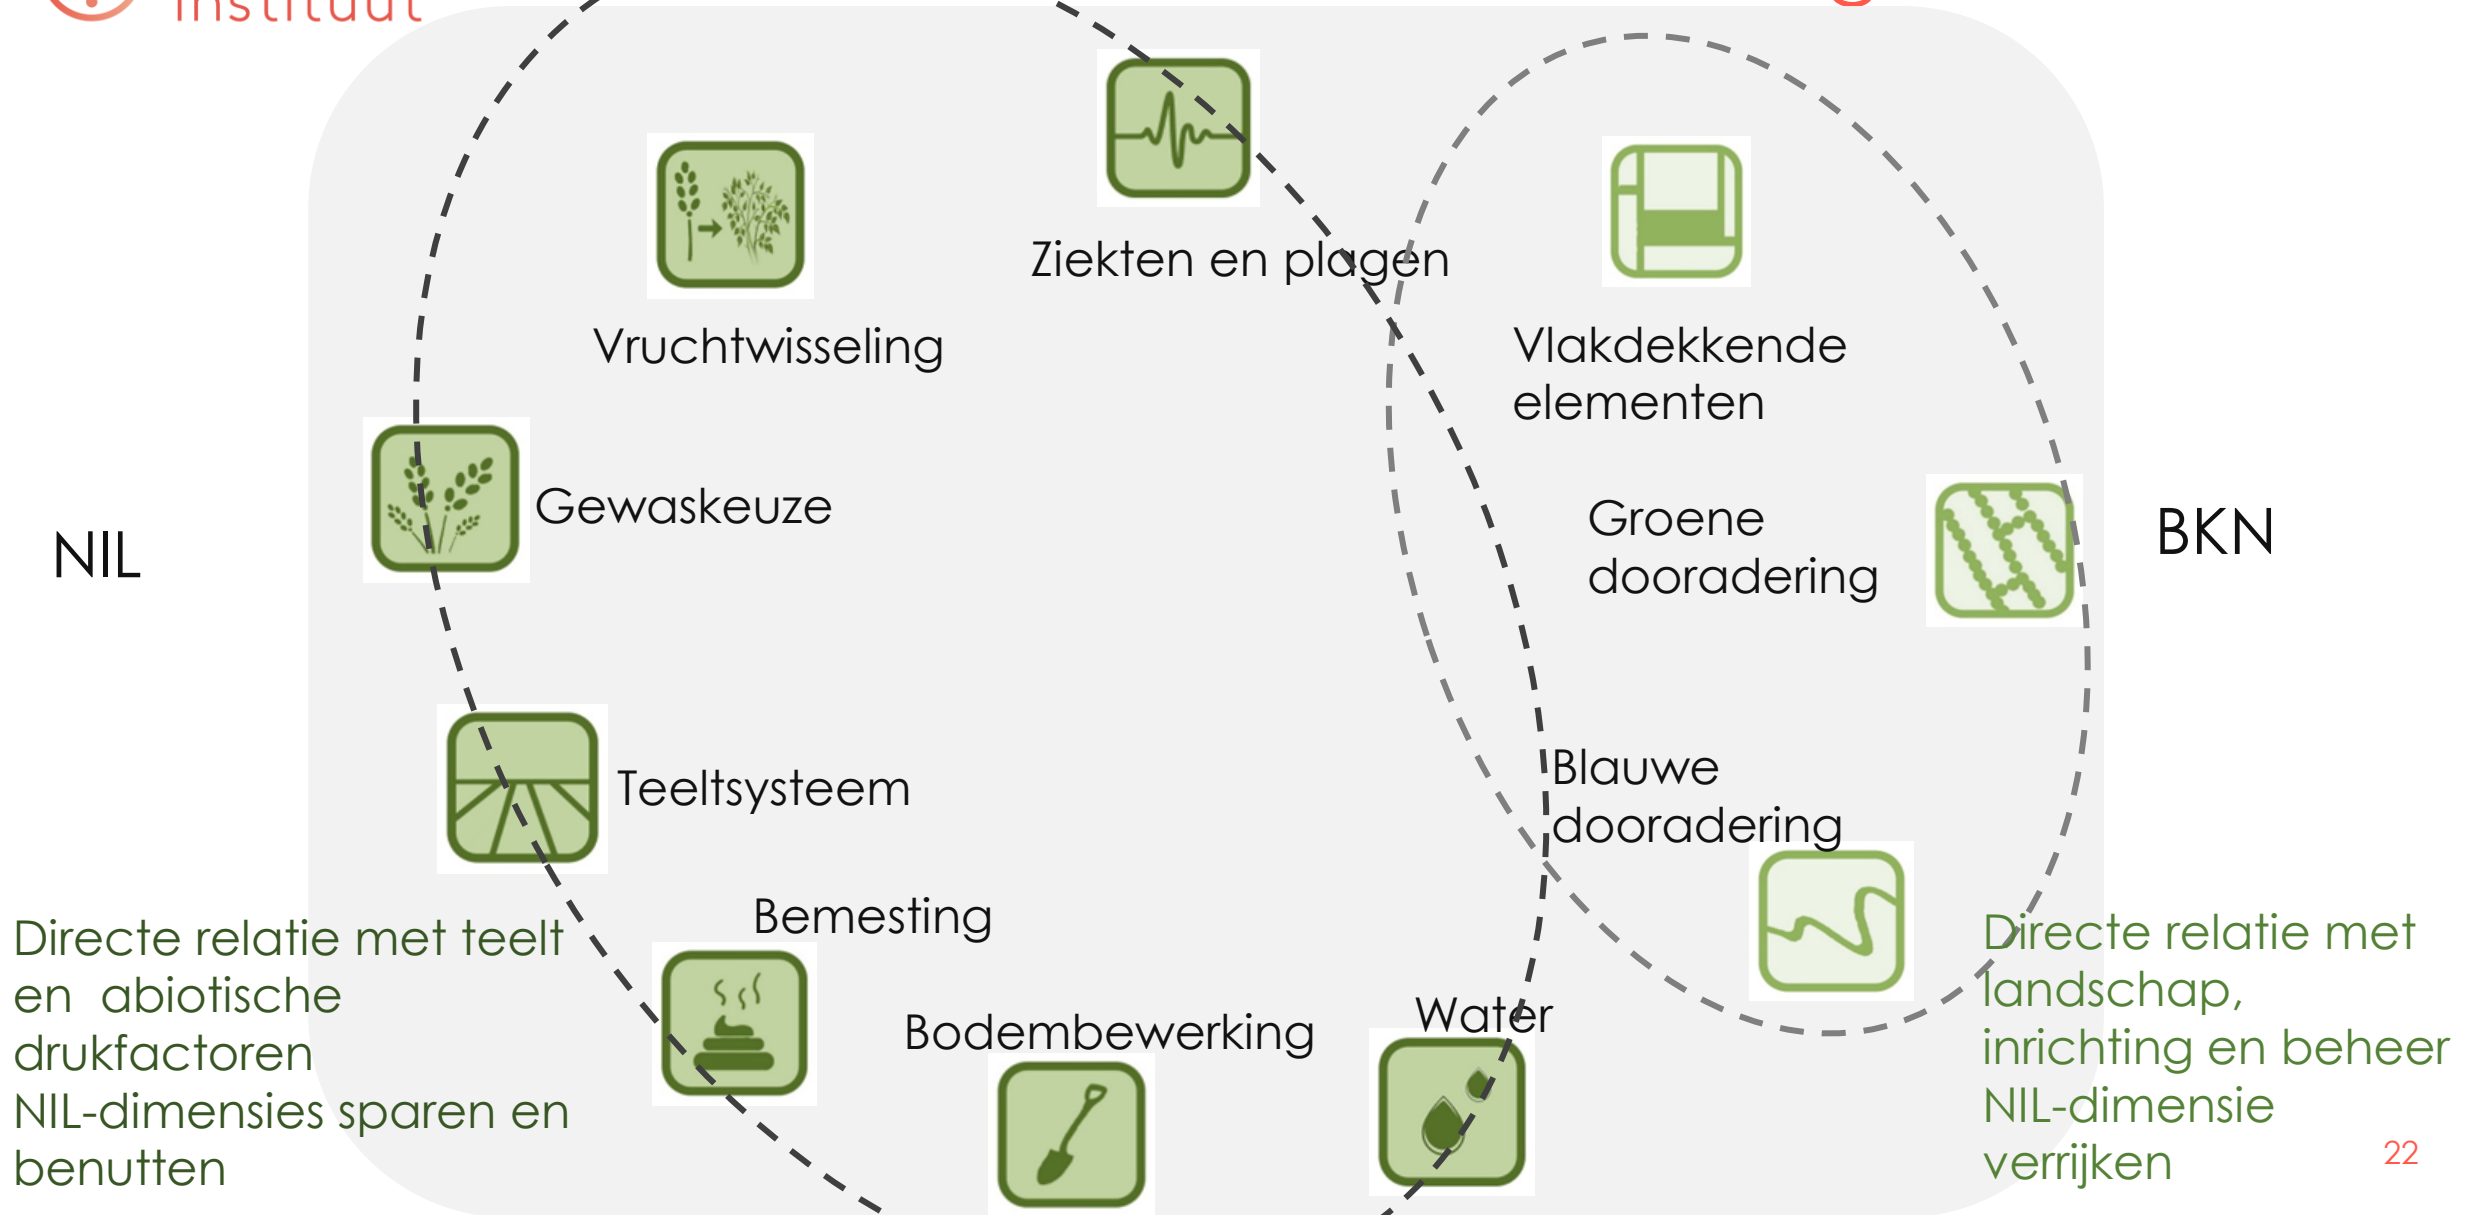 instituut
Ziekten en plagen
Vruchtwisseling
Vlakdekkende
elementen
Gewaskeuze
Groene
dooradering
NIL
BKN
Teeltsysteem
Blauwe
dooradering
Bemesting
Bodembewerking
Water
Directe relatie met teelt
en abiotische
drukfactoren
NIL-dimensies sparen en
benutten
Directe relatie met
landschap,
inrichting en beheer
NIL-dimensie
verrijken
22